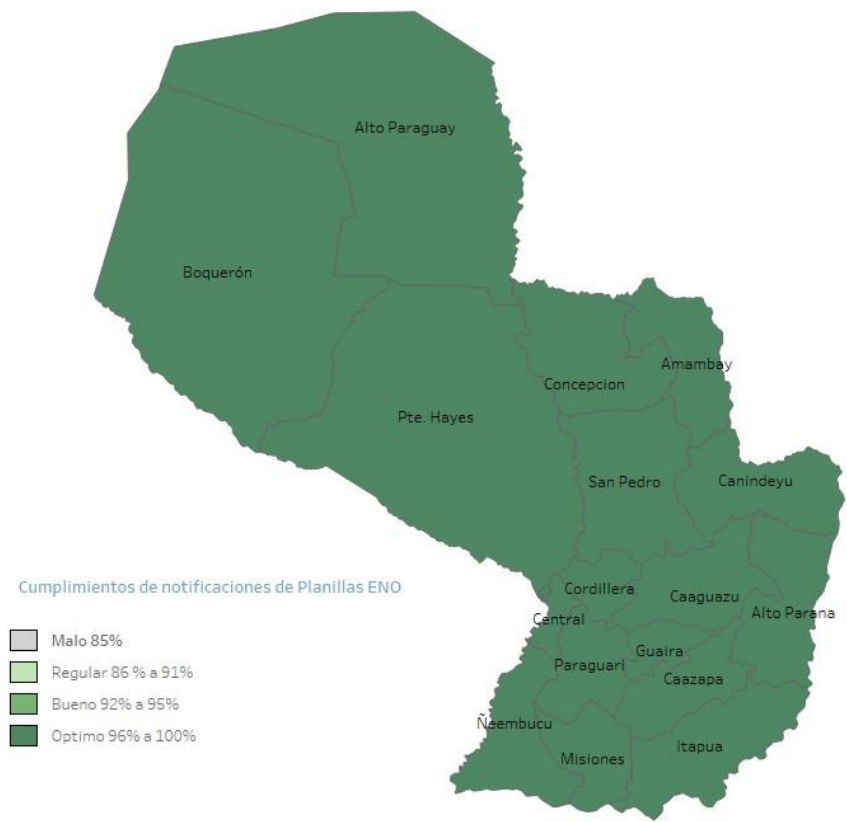 Alto Paraguay
Boquerón
Amambay
Concepcion
Pte. Hayes
San Pedro
Canindeyu
Cumplimientos de notificaciones de Planillas ENO
Cordillera
Caaguazu
Alto Parana
Central
Malo 85%
Guaira
Regular 86 % a 91%
Paraguari
Caazapa
Bueno 92% a 95%
Ñeembucu
Optimo 96% a 100%
Itapua
Misiones